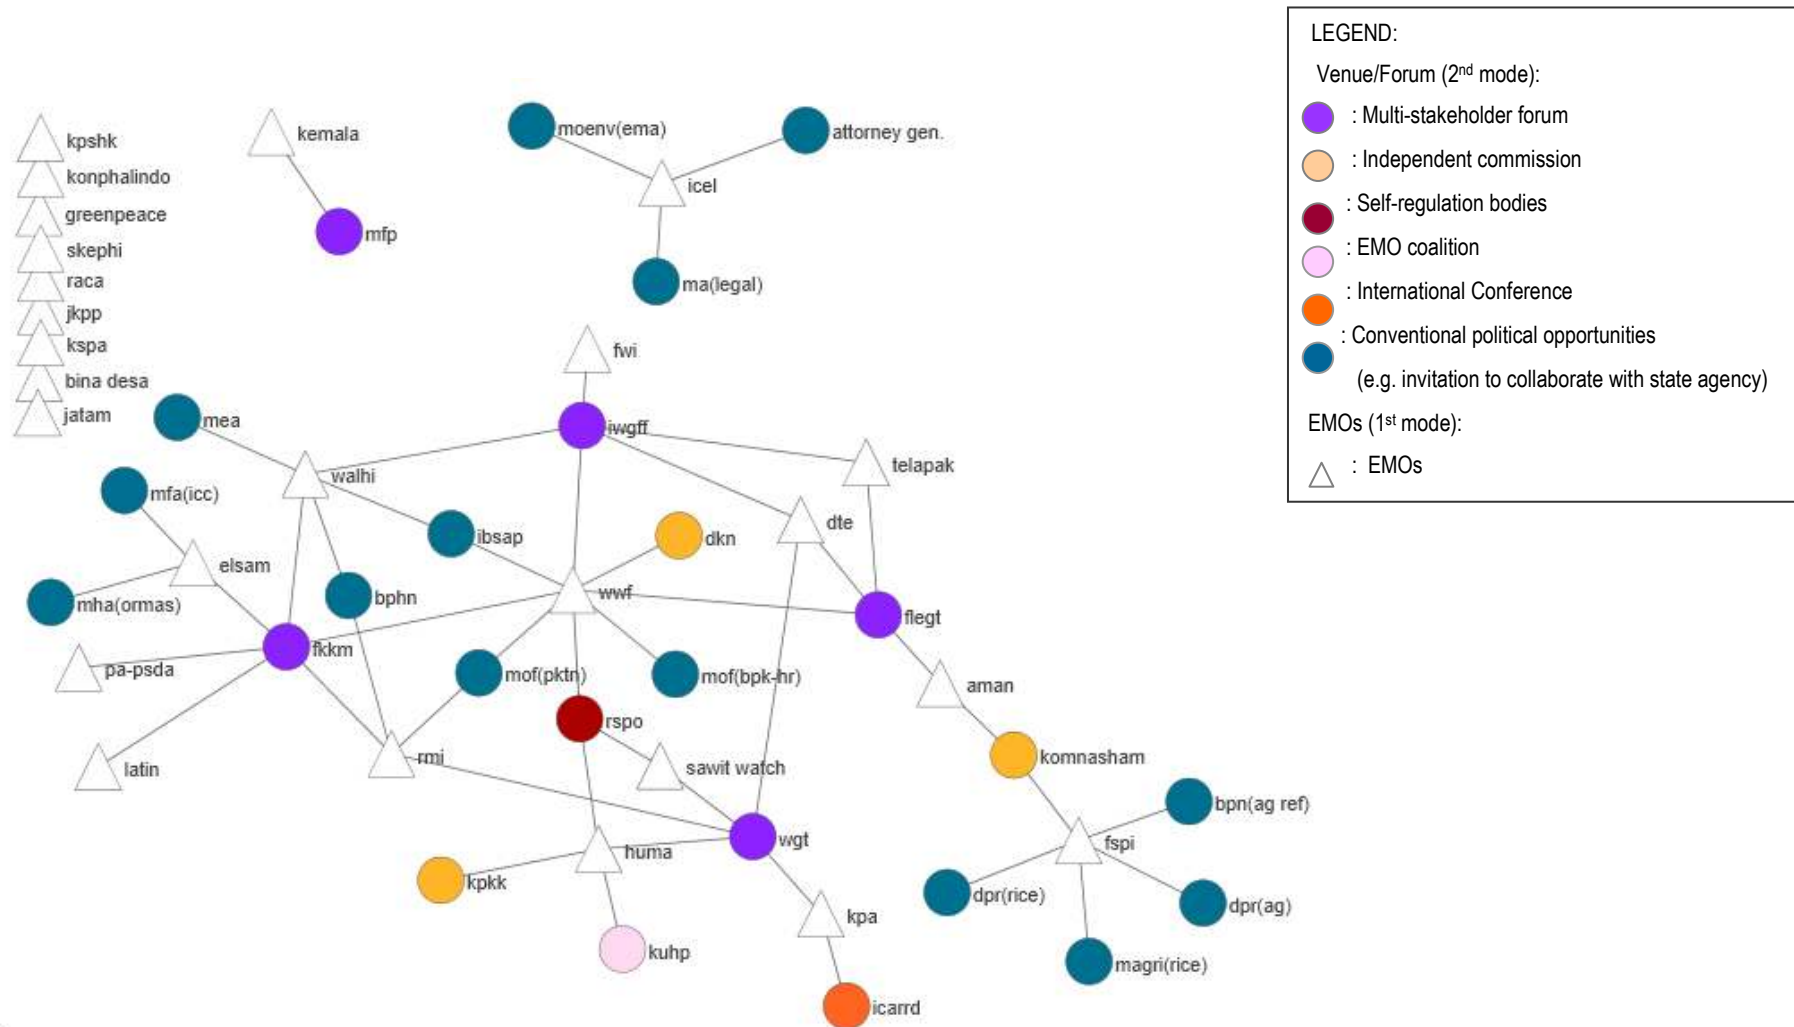 LEGEND:
Venue/Forum (2nd mode):
: Multi-stakeholder forum
: Independent commission
: Self-regulation bodies
: EMO coalition
: International Conference
: Conventional political opportunities
(e.g. invitation to collaborate with state agency)
EMOs (1st mode):
: EMOs
kpshk
konphalindo
greenpeace
skephi
raca
jkpp
kspa
bina desa
jatam
kemala
mfp
moenv(ema)
attorney gen.
icel
ma(legal)
fwi
iwgff
mea
walhi
telapak
mfa(icc)
ibsap
dkn
dte
elsam
mha(ormas)
bphn
wwf
flegt
fkkm
pa-psda
mof(pktn)
mof(bpk-hr)
aman
rspo
latin
rmi
sawit watch
komnasham
bpn(ag ref)
wgt
huma
fspi
kpkk
dpr(rice)
dpr(ag)
kpa
kuhp
magri(rice)
icarrd